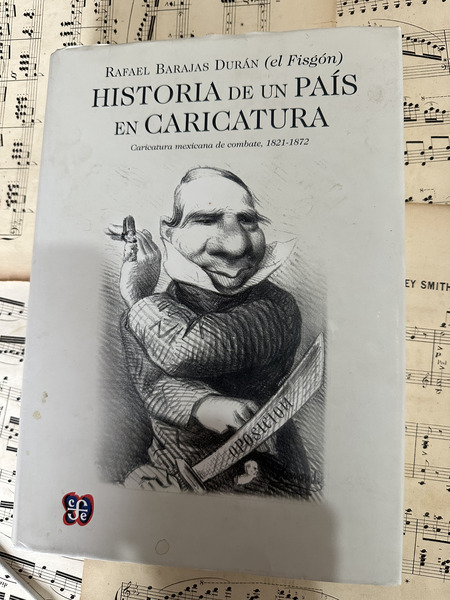 RAFAEL BARAJAS DURÁN (el Fisgón)
HISTORIA DE UN PAÍS
EN CARICATURA
Caricatura mexicana de combate, 1821-1872
EY SMITH
OPOSICION
cfe